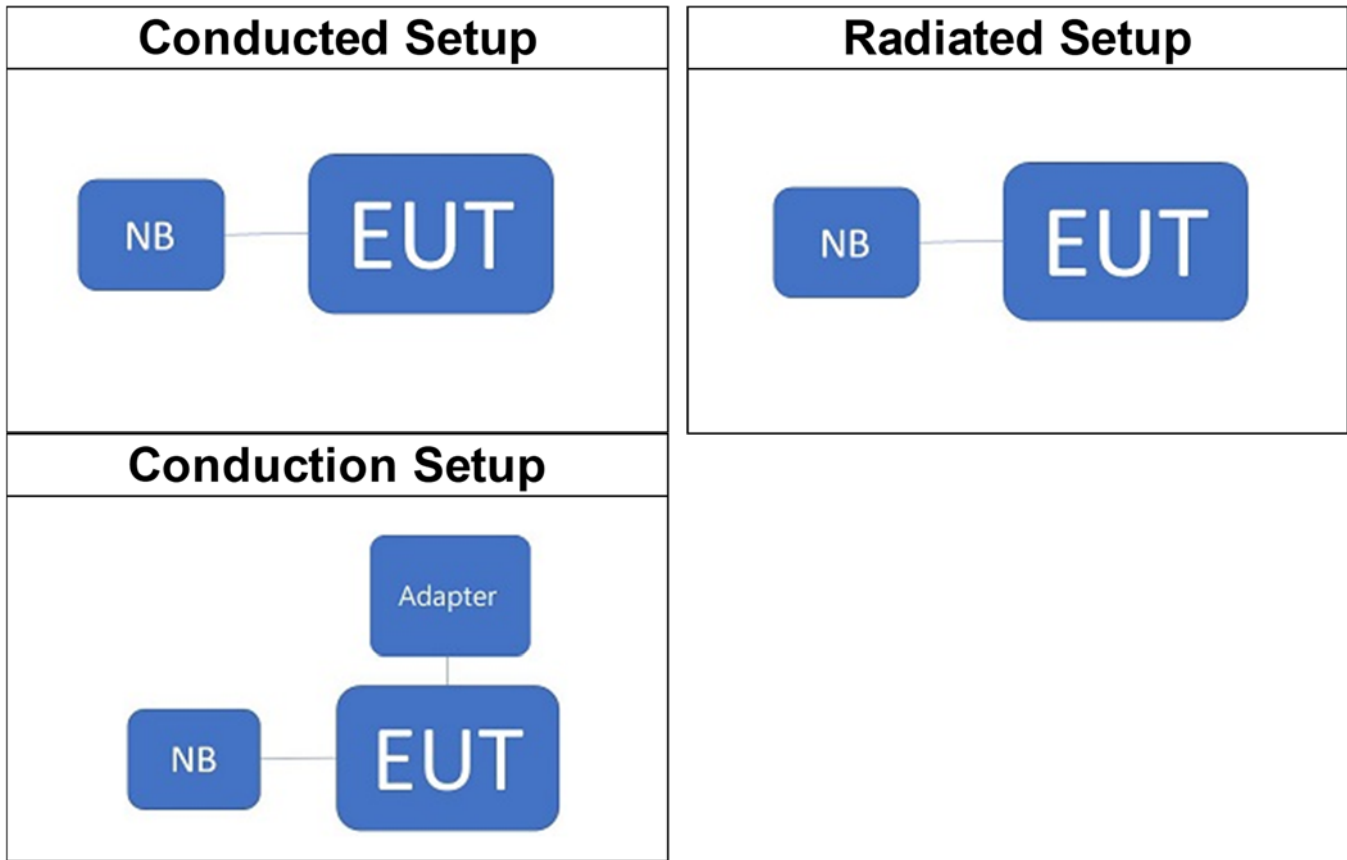 Conducted Setup
NB
EUT
Radiated Setup
NB
EUT
Conduction Setup
Adapter
NB
EUT